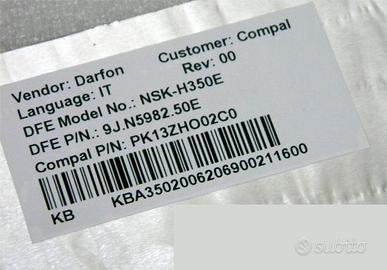 Vendor: Darfon Customer: Compal
Language: IT Rev: 00
DFE Model No.: NSK-H350E
DFE P/N.: 9J.N5982.50E
Compal P/N: PK13ZHO02C0
KB KBA3502006206900211600
subito